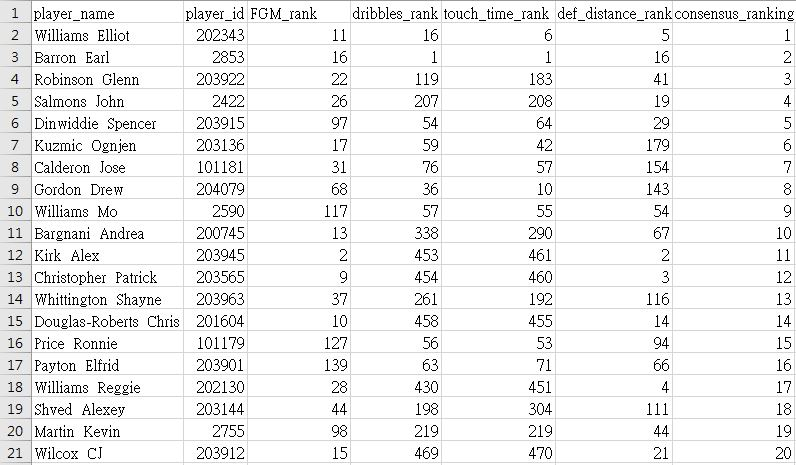 1 player_name player_id FGM_rank dribbles_rank touch_time_rank def_distance_rank consensus_ranking
2 Williams Elliot 202343 11 16 6 5 1
3 Barron Earl 2853 16 1 1 16 2
4 Robinson Glenn 203922 22 119 183 41 3
5 Salmons John 2422 26 207 208 19 4
6 Dinwiddie Spencer 203915 97 54 64 29 5
7 Kuzmic Ognjen 203136 17 59 42 179 6
8 Calderon Jose 101181 31 76 57 154 7
9 Gordon Drew 204079 68 36 10 143 8
10 Williams Mo 2590 117 57 55 54 9
11 Bargnani Andrea 200745 13 338 290 67 10
12 Kirk Alex 203945 2 453 461 2 11
13 Christopher Patrick 203565 9 454 460 3 12
14 Whittington Shayne 203963 37 261 192 116 13
15 Douglas-Roberts Chris 201604 10 458 455 14 14
16 Price Ronnie 101179 127 56 53 94 15
17 Payton Elfrid 203901 139 63 71 66 16
18 Williams Reggie 202130 28 430 451 4 17
19 Shved Alexey 203144 44 198 304 111 18
20 Martin Kevin 2755 98 219 219 44 19
21 Wilcox CJ 203912 15 469 470 21 20